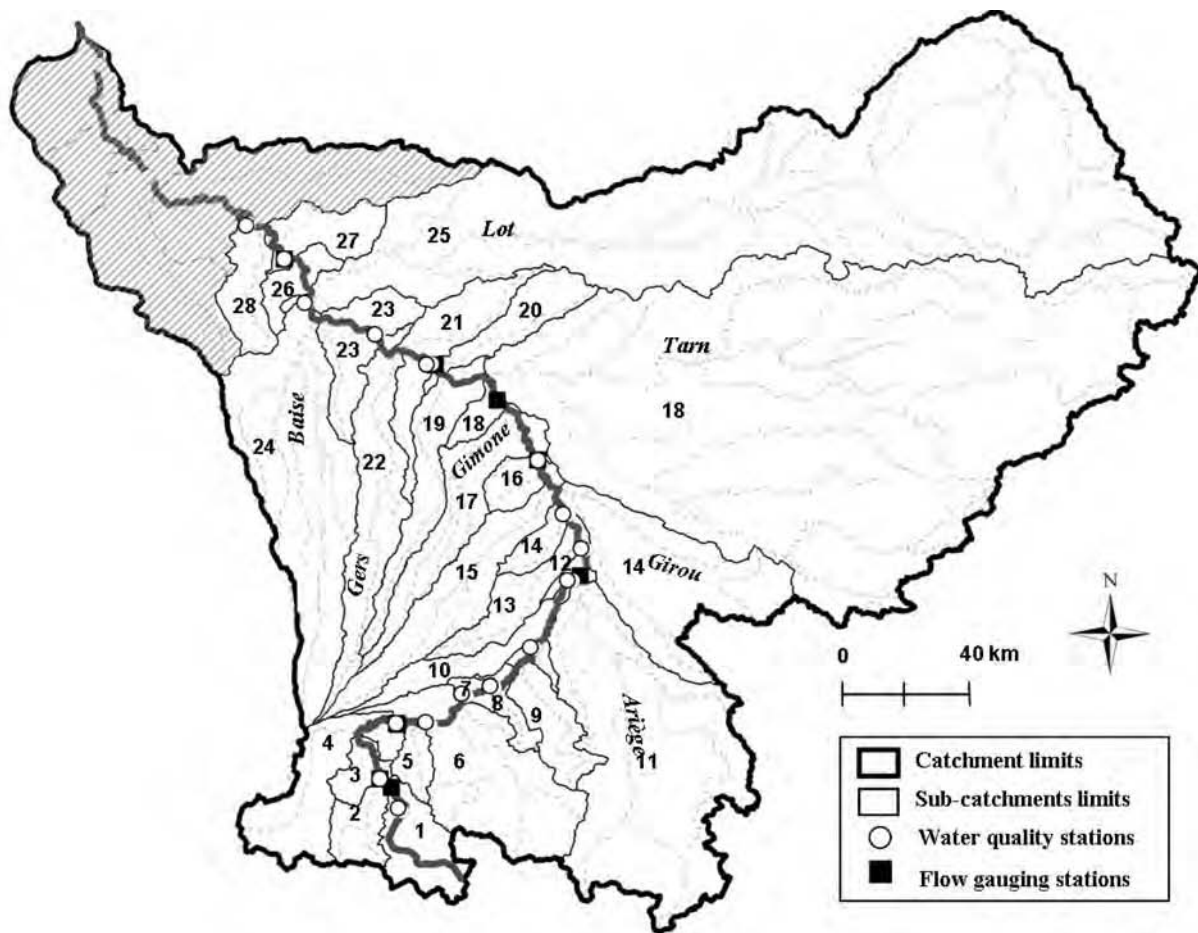 27
25
Lot
28
26
23
21
20
23
Tarn
18
19
18
Baise
24
22
Gimone
16
17
Gers
14
15
12
14
Girou
13
N
0
40 km
10
7
8
9
Ariège
11
4
5
6
3
2
1
Catchment limits
Sub-catchments limits
Water quality stations
Flow gauging stations